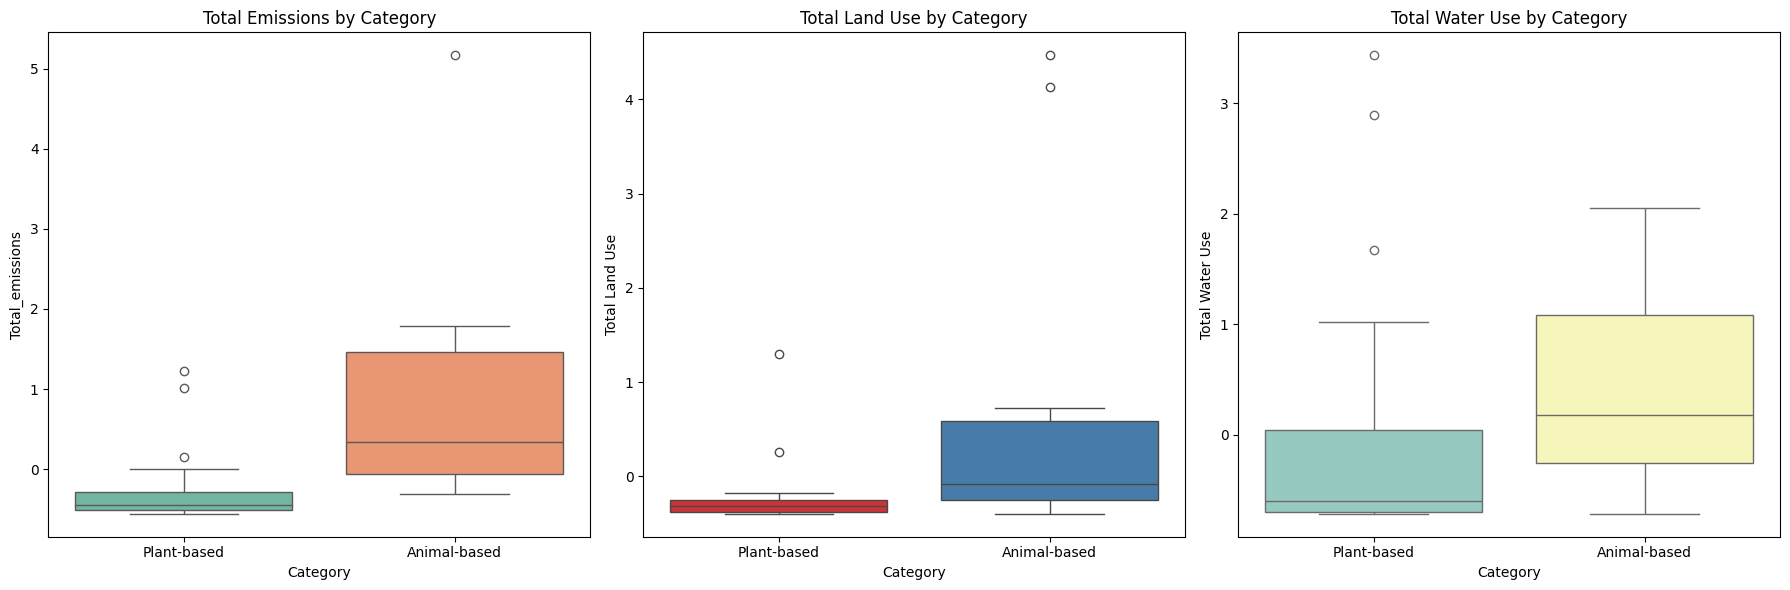 Total Emissions by Category
Total_emissions
5
4
3
2
1
0
Plant-based
Animal-based
Category
Total Land Use by Category
Total Land Use
4
3
2
1
0
Plant-based
Animal-based
Category
Total Water Use by Category
Total Water Use
3
2
1
0
Plant-based
Animal-based
Category